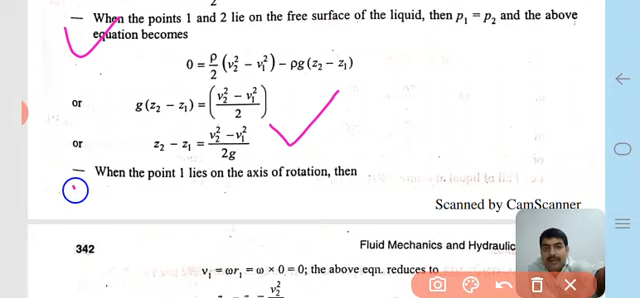 2
— When the points 1 and 2 lie on the free surface of the liquid, then p₁ = p₂ and the above
equation becomes
0 = ρ/2 (v₂² – v₁²) – ρg (z₂ – z₁)
or g(z₂ – z₁) = ((v₂² – v₁²)/2)
or z₂ – z₁ = (v₂² – v₁²)/2g
— When the point 1 lies on the axis of rotation, then
Scanned by CamScanner
342 Fluid Mechanics and Hydraulic
v₁ = ωr₁ = ω × 0 = 0; the above eqn. reduces to
v₂²